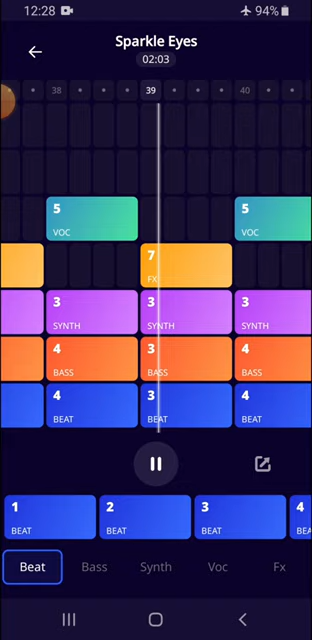 12:28 94%
Sparkle Eyes
02:03
38 39 40
5 5
VOC VOC
7
FX
3 3 3
SYNTH SYNTH SYNTH
4 3 4
BASS BASS BASS
4 3 4
BEAT BEAT BEAT
1 2 3 4
BEAT BEAT BEAT BEA
Beat Bass Synth Voc Fx